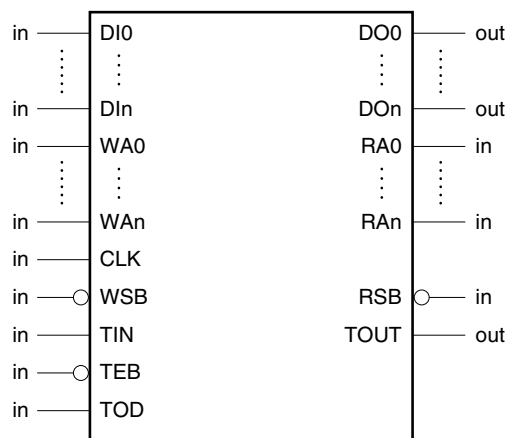 in DI0 DO0 out
in DIn DOn out
in WA0 RA0 in
in WAn RAn in
in CLK
in WSB RSB in
in TIN TOUT out
in TEB
in TOD